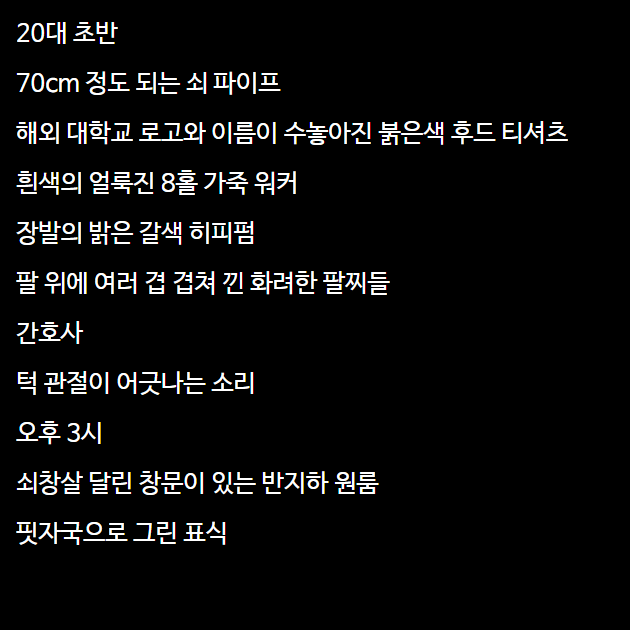 20대 초반
70cm 정도 되는 쇠 파이프
해외 대학교 로고와 이름이 수놓아진 붉은색 후드 티셔츠
흰색의 얼룩진 8홀 가죽 워커
장발의 밝은 갈색 히피펌
팔 위에 여러 겹 겹쳐 낀 화려한 팔찌들
간호사
턱 관절이 어긋나는 소리
오후 3시
쇠창살 달린 창문이 있는 반지하 원룸
핏자국으로 그린 표식